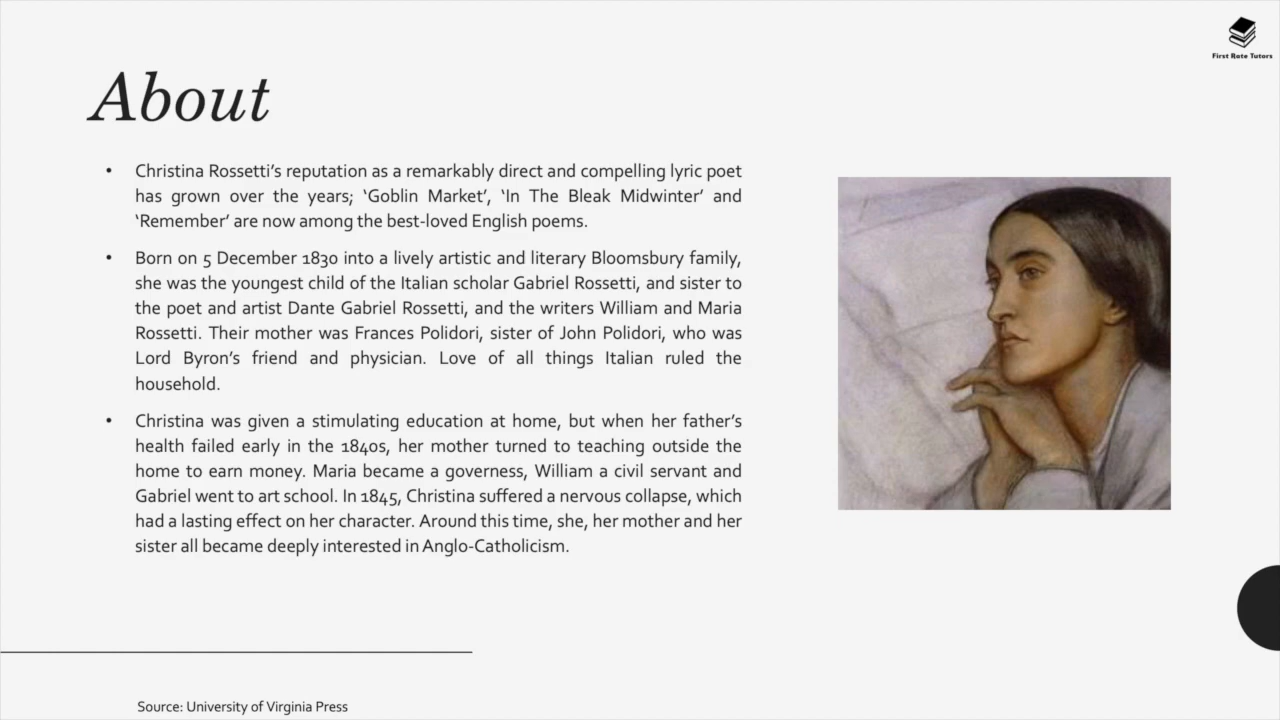 First Rate Tutors
About
• Christina Rossetti’s reputation as a remarkably direct and compelling lyric poet
has grown over the years; ‘Goblin Market’, ‘In The Bleak Midwinter’ and
‘Remember’ are now among the best-loved English poems.
• Born on 5 December 1830 into a lively artistic and literary Bloomsbury family,
she was the youngest child of the Italian scholar Gabriel Rossetti, and sister to
the poet and artist Dante Gabriel Rossetti, and the writers William and Maria
Rossetti. Their mother was Frances Polidori, sister of John Polidori, who was
Lord Byron’s friend and physician. Love of all things Italian ruled the
household.
• Christina was given a stimulating education at home, but when her father’s
health failed early in the 1840s, her mother turned to teaching outside the
home to earn money. Maria became a governess, William a civil servant and
Gabriel went to art school. In 1845, Christina suffered a nervous collapse, which
had a lasting effect on her character. Around this time, she, her mother and her
sister all became deeply interested in Anglo-Catholicism.
Source: University of Virginia Press